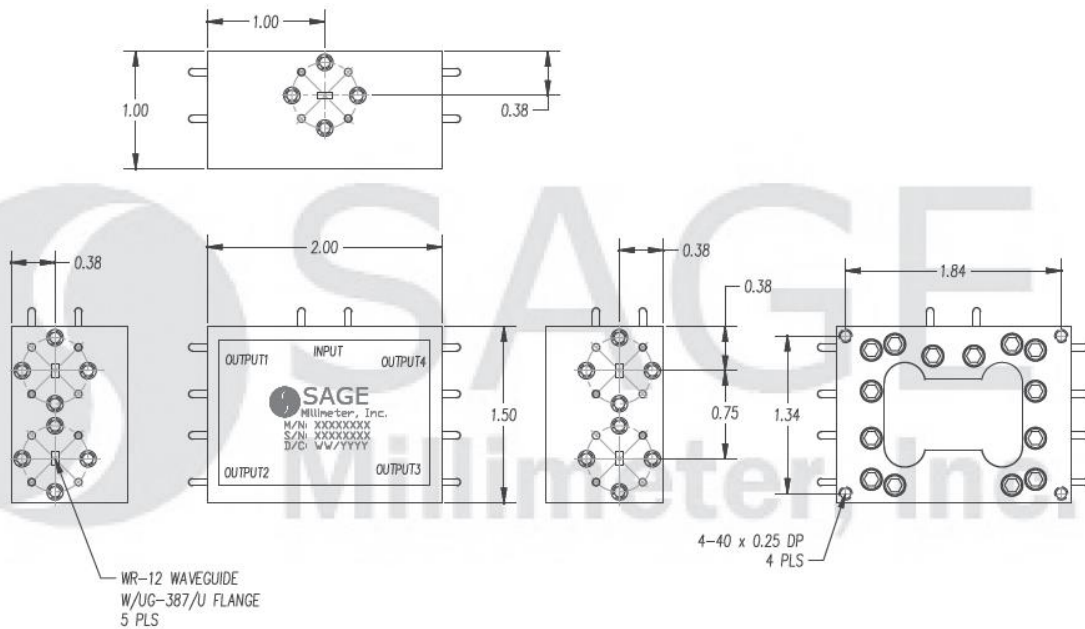 1.00
1.00
0.38
SAGE
Millimeter, Inc.
0.38
2.00
0.38
0.38
1.84
OUTPUT1
INPUT
OUTPUT4
SAGE
Millimeter, Inc.
M/N: XXXXXXXX
S/N: XXXXXXXX
D/C: WW/YYYY
OUTPUT2
OUTPUT3
1.50
0.75
1.34
4-40 x 0.25 DP
4 PLS
WR-12 WAVEGUIDE
W/UG-387/U FLANGE
5 PLS